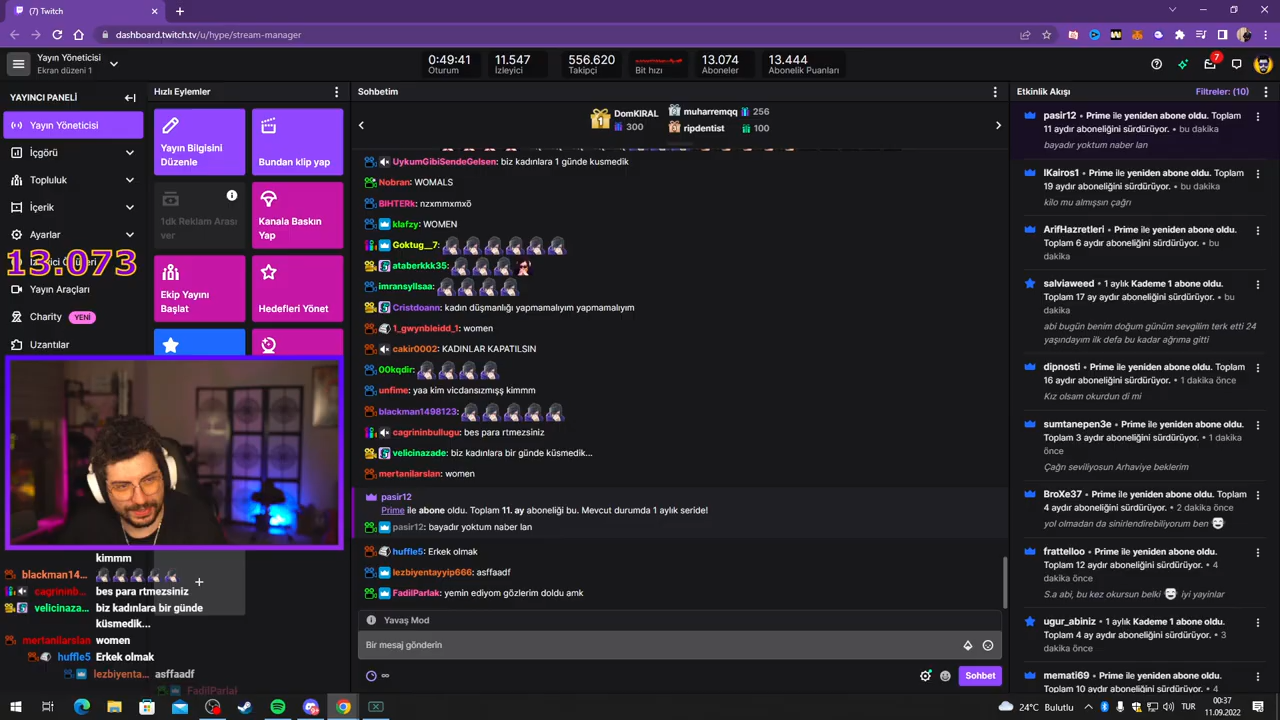 (7) Twitch
dashboard.twitch.tv/u/hype/stream-manager
Yayın Yöneticisi
Ekran düzeni 1
0:49:41
Oturum
11.547
İzleyici
556.620
Takipçi
Bit hızı
13.074
Aboneler
13.444
Abonelik Puanları
7
YAYINCI PANELİ
Yayın Yöneticisi
İçgörü
Topluluk
İçerik
Ayarlar
13.073
Yayın Araçları
Charity YENİ
Uzantılar
Hızlı Eylemler
Yayın Bilgisini Düzenle
Bundan klip yap
1dk Reklam Arası ver
Kanala Baskın Yap
Ekip Yayını Başlat
Hedefleri Yönet
kimmm
blackman14...
cagrininb...
bes para rtmezsiniz
velicinaza...
biz kadınlara bir günde
küsmedik...
mertanilarslan women
huffle5 Erkek olmak
lezbiyenta... asffaadf
FadilParlak
Sohbetim
1
DomKIRAL
300
muharremqq 256
ripdentist 100
UykumGibiSendeGelsen: biz kadınlara 1 günde kusmedik
Nobran: WOMALS
BIHTERk: nzxmmxmxö
klafzy: WOMEN
Goktug__7:
ataberkkk35:
imransyllsaa:
Cristdoann: kadın düşmanlığı yapmamalıyım yapmamalıyım
1_gwynbleidd_1: women
cakir0002: KADINLAR KAPATILSIN
00kqdir:
unfime: yaa kim vicdansızmışş kimmm
blackman1498123:
cagrininbullugu: bes para rtmezsiniz
velicinazade: biz kadınlara bir günde küsmedik...
mertanilarslan: women
pasir12
Prime ile abone oldu. Toplam 11. ay aboneliği bu. Mevcut durumda 1 aylık seride!
pasir12: bayadır yoktum naber lan
huffle5: Erkek olmak
lezbiyentayyip666: asffaadf
FadilParlak: yemin ediyom gözlerim doldu amk
Yavaş Mod
Bir mesaj gönderin
∞
Sohbet
Etkinlik Akışı
Filtreler: (10)
pasir12 • Prime ile yeniden abone oldu. Toplam
11 aydır aboneliğini sürdürüyor. • bu dakika
bayadır yoktum naber lan
IKairos1 • Prime ile yeniden abone oldu. Toplam
19 aydır aboneliğini sürdürüyor. • bu dakika
kilo mu almışsın çağrı
ArifHazretleri • Prime ile yeniden abone oldu.
Toplam 6 aydır aboneliğini sürdürüyor. • bu
dakika
salviaweed • 1 aylık Kademe 1 abone oldu.
Toplam 17 ay aydır aboneliğini sürdürüyor. • bu
dakika
abi bugün benim doğum günüm sevgilim terk etti 24
yaşındayım ilk defa bu kadar ağrıma gitti
dipnosti • Prime ile yeniden abone oldu. Toplam
16 aydır aboneliğini sürdürüyor. • 1 dakika önce
Kız olsam okurdun di mi
sumtanepen3e • Prime ile yeniden abone oldu.
Toplam 3 aydır aboneliğini sürdürüyor. • 1 dakika
önce
Çağrı seviliyosun Arhaviye beklerim
BroXe37 • Prime ile yeniden abone oldu. Toplam
4 aydır aboneliğini sürdürüyor. • 2 dakika önce
yol olmadan da sinirlendirebiliyorum ben
frattelloo • Prime ile yeniden abone oldu.
Toplam 12 aydır aboneliğini sürdürüyor. • 4
dakika önce
S.a abi, bu kez okursun belki iyi yayinlar
ugur_abiniz • 1 aylık Kademe 1 abone oldu.
Toplam 4 ay aydır aboneliğini sürdürüyor. • 3
dakika önce
memati69 • Prime ile yeniden abone oldu.
Toplam 10 aydır aboneliğini sürdürüyor. • 4
24°C Bulutlu
TUR
00:37
11.09.2022